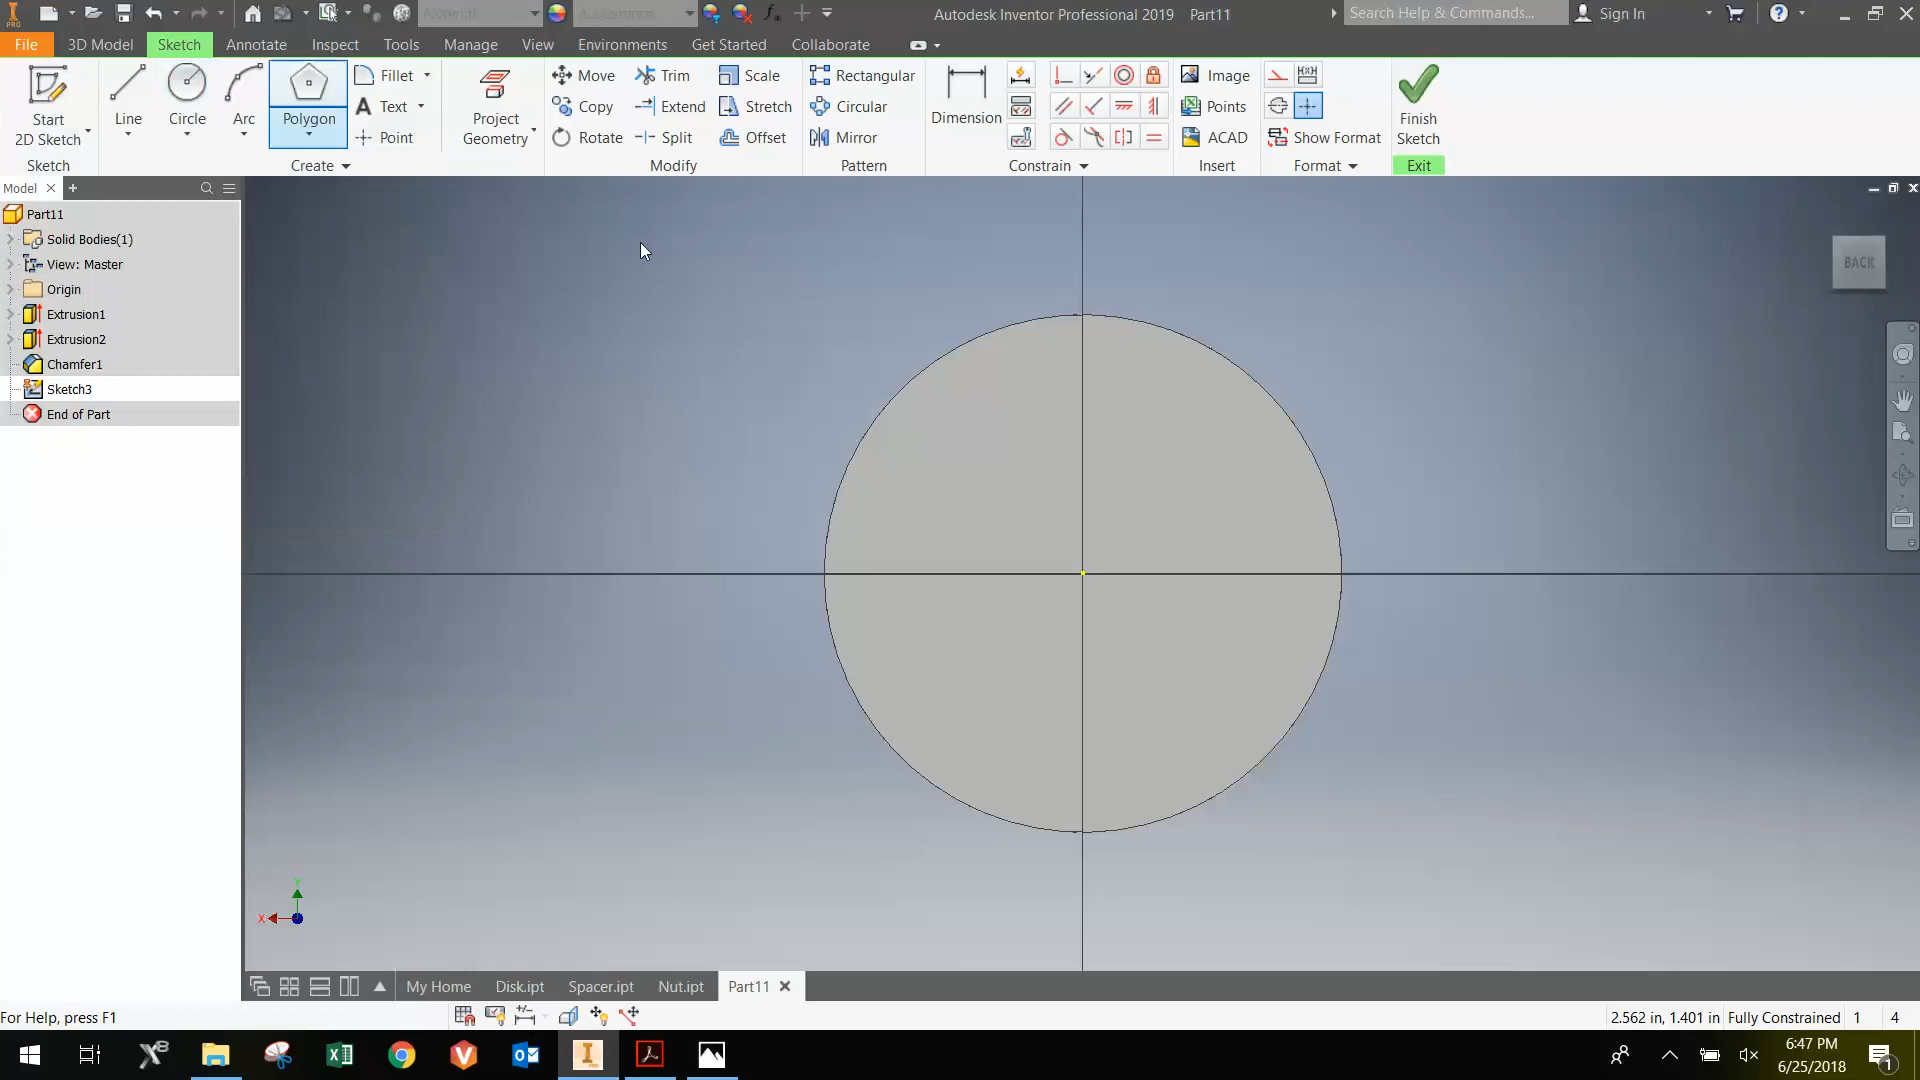 PRO Material Appearance Autodesk Inventor Professional 2019 Part11 Search Help & Commands... Sign In
File 3D Model Sketch Annotate Inspect Tools Manage View Environments Get Started Collaborate
Start
2D Sketch
Line Circle Arc Polygon
Fillet
Text
Point
Project
Geometry
Move Trim Scale
Copy Extend Stretch
Rotate Split Offset
Rectangular
Circular
Mirror
Dimension
Image
Points
ACAD
Show Format
Finish
Sketch
Sketch Create Modify Pattern Constrain Insert Format Exit
Model
Part11
Solid Bodies(1)
View: Master
Origin
Extrusion1
Extrusion2
Chamfer1
Sketch3
End of Part
BACK
Y
X
My Home Disk.ipt Spacer.ipt Nut.ipt Part11
For Help, press F1 2.562 in, 1.401 in Fully Constrained 1 4
6:47 PM
6/25/2018
1